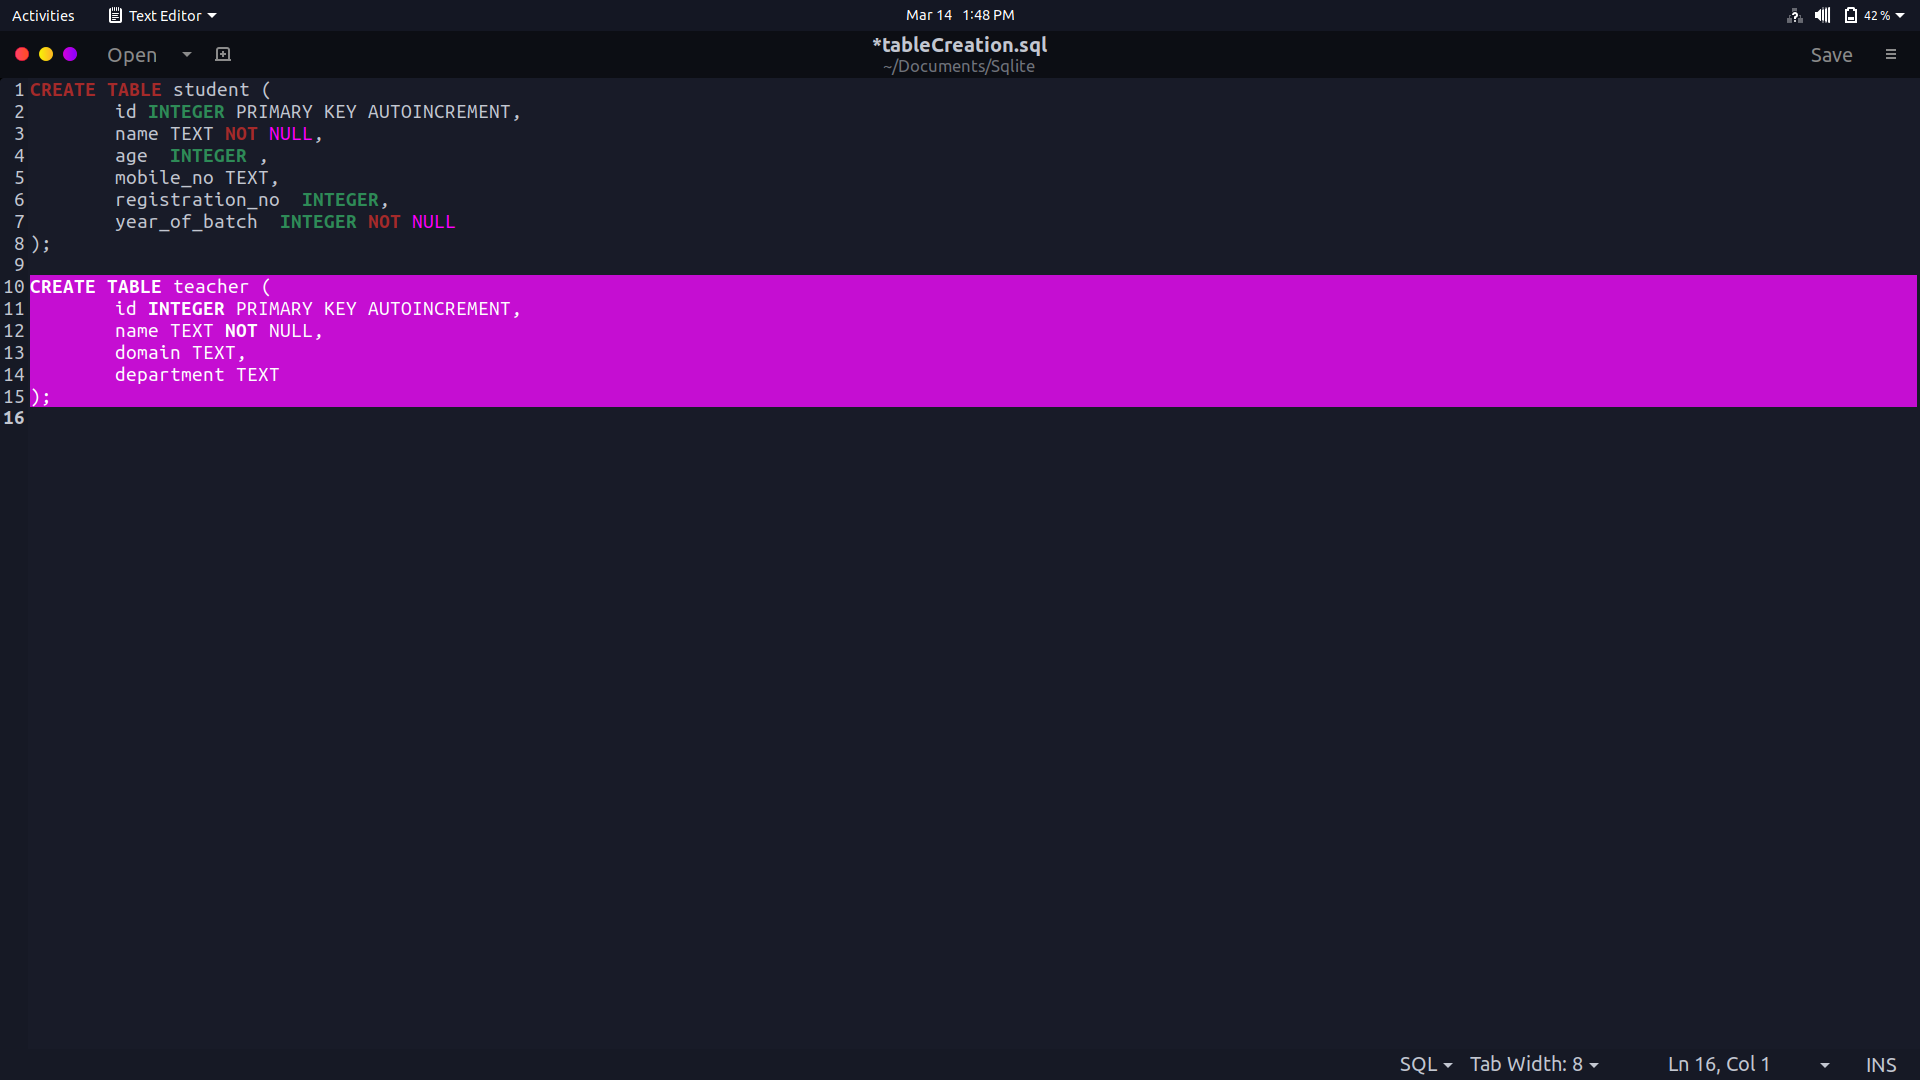 Activities Text Editor Mar 14 1:48 PM 42 %
Open *tableCreation.sql Save
~/Documents/Sqlite
1 CREATE TABLE student (
2 id INTEGER PRIMARY KEY AUTOINCREMENT,
3 name TEXT NOT NULL,
4 age  INTEGER ,
5 mobile_no TEXT,
6 registration_no  INTEGER,
7 year_of_batch  INTEGER NOT NULL
8 );
9
10 CREATE TABLE teacher (
11 id INTEGER PRIMARY KEY AUTOINCREMENT,
12 name TEXT NOT NULL,
13 domain TEXT,
14 department TEXT
15 );
16
SQL Tab Width: 8 Ln 16, Col 1 INS